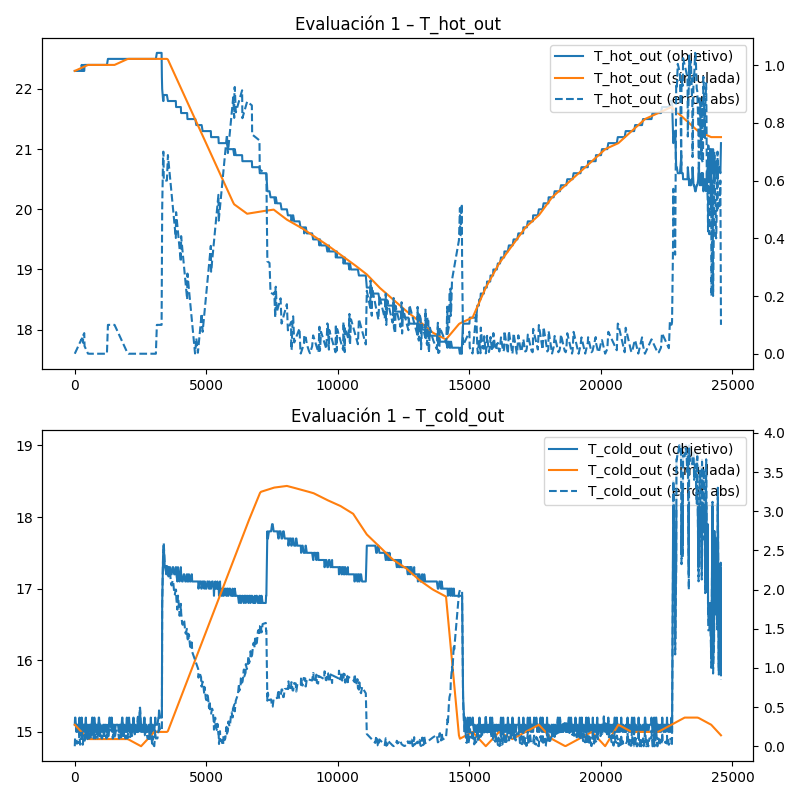 Evaluación 1 – T_hot_out
T_hot_out (objetivo)
T_hot_out (simulada)
T_hot_out (error abs)
22
21
20
19
18
1.0
0.8
0.6
0.4
0.2
0.0
0 5000 10000 15000 20000 25000
Evaluación 1 – T_cold_out
T_cold_out (objetivo)
T_cold_out (simulada)
T_cold_out (error abs)
19
18
17
16
15
4.0
3.5
3.0
2.5
2.0
1.5
1.0
0.5
0.0
0 5000 10000 15000 20000 25000